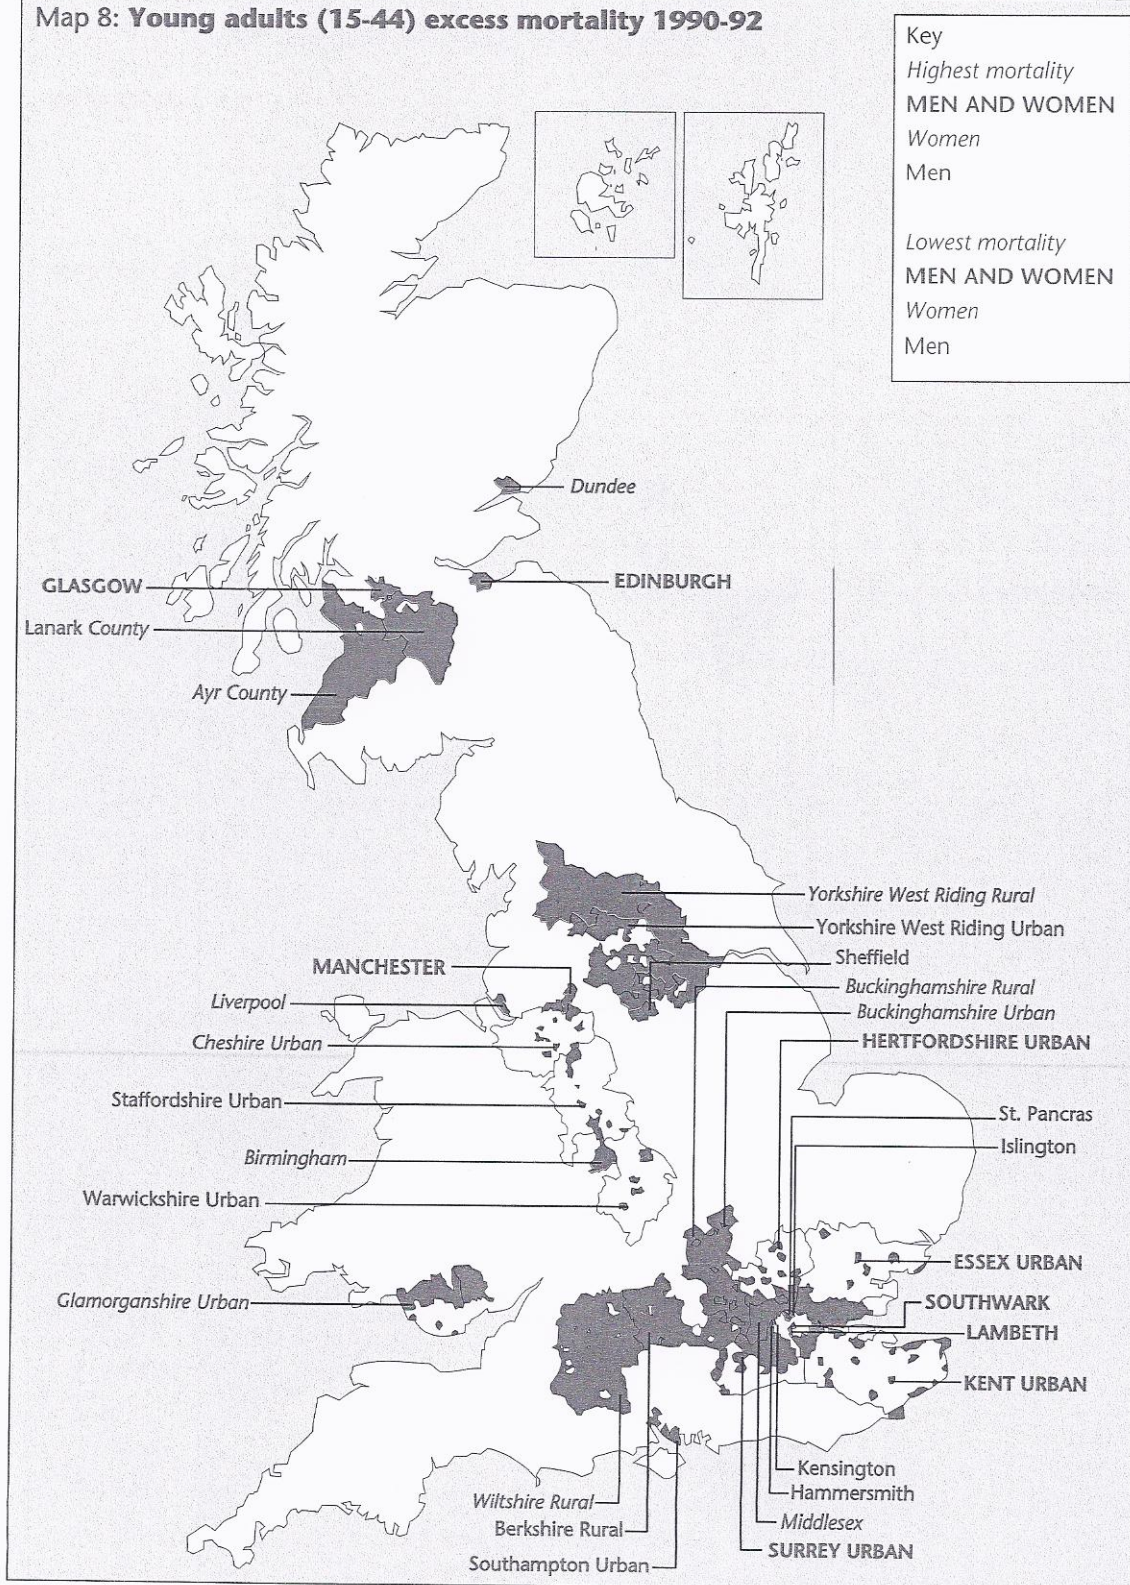 Map 8: Young adults (15-44) excess mortality 1990-92
Key
Highest mortality
MEN AND WOMEN
Women
Men
Lowest mortality
MEN AND WOMEN
Women
Men
Dundee
GLASGOW
EDINBURGH
Lanark County
Ayr County
Yorkshire West Riding Rural
Yorkshire West Riding Urban
Sheffield
MANCHESTER
Buckinghamshire Rural
Liverpool
Buckinghamshire Urban
Cheshire Urban
HERTFORDSHIRE URBAN
Staffordshire Urban
St. Pancras
Islington
Birmingham
Warwickshire Urban
ESSEX URBAN
Glamorganshire Urban
SOUTHWARK
LAMBETH
KENT URBAN
Kensington
Hammersmith
Wiltshire Rural
Middlesex
Berkshire Rural
SURREY URBAN
Southampton Urban